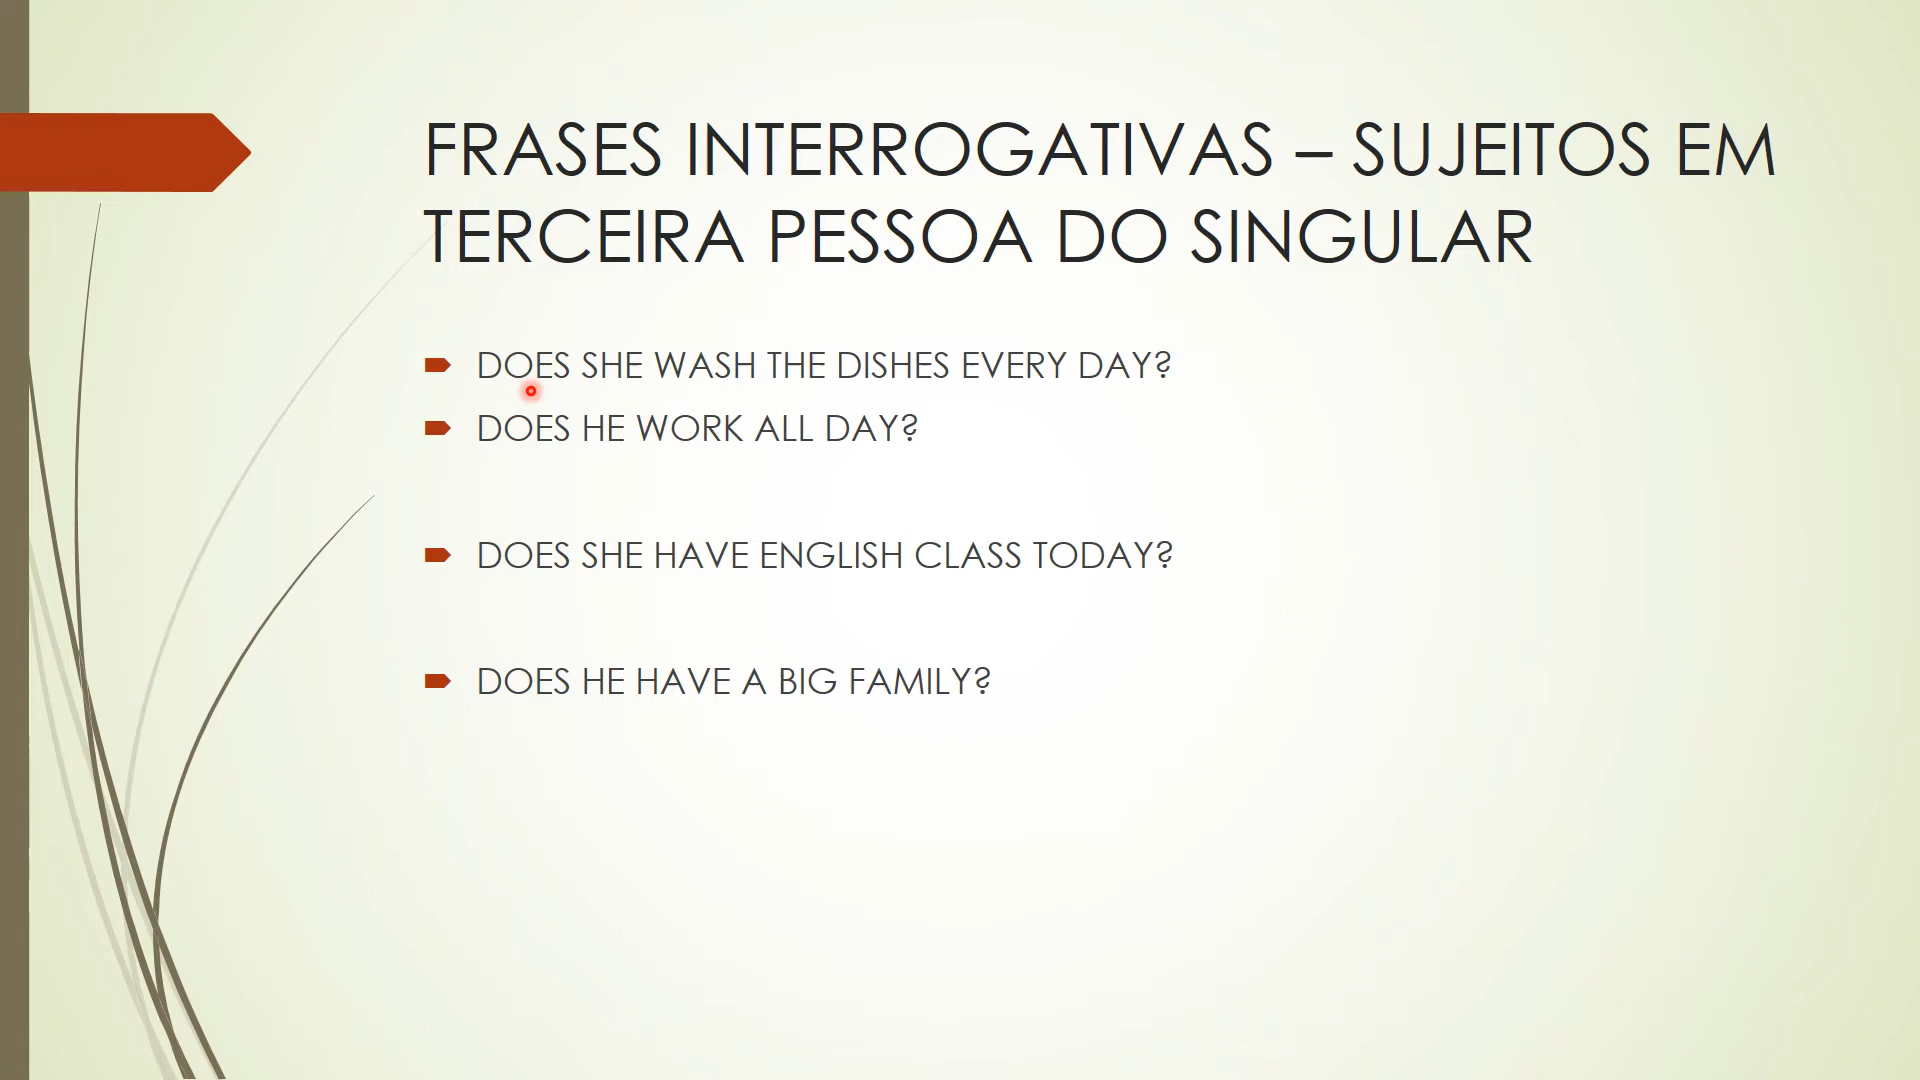 FRASES INTERROGATIVAS – SUJEITOS EM
TERCEIRA PESSOA DO SINGULAR
DOES SHE WASH THE DISHES EVERY DAY?
DOES HE WORK ALL DAY?
DOES SHE HAVE ENGLISH CLASS TODAY?
DOES HE HAVE A BIG FAMILY?